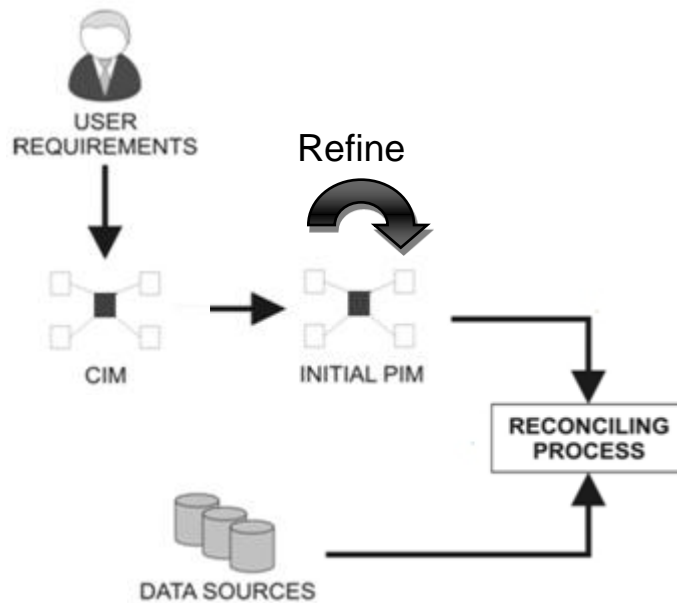 USER
REQUIREMENTS
Refine
CIM
INITIAL PIM
RECONCILING
PROCESS
DATA SOURCES